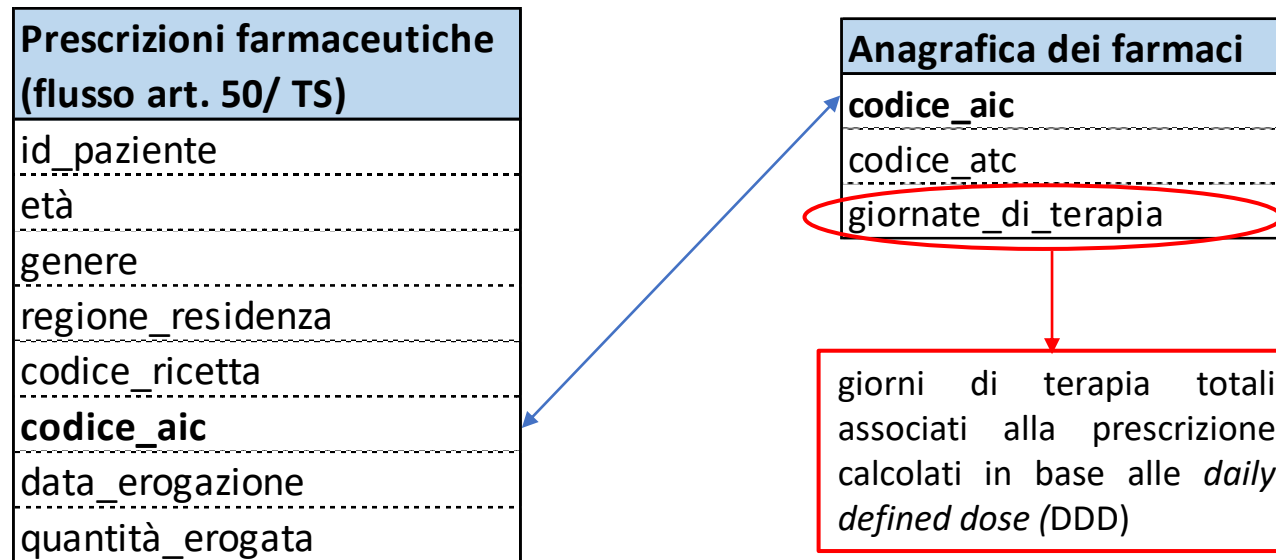 Prescrizioni farmaceutiche
(flusso art. 50/ TS)
id_paziente
età
genere
regione_residenza
codice_ricetta
codice_aic
data_erogazione
quantità_erogata
Anagrafica dei farmaci
codice_aic
codice_atc
giornate_di_terapia
giorni di terapia totali
associati alla prescrizione
calcolati in base alle daily
defined dose (DDD)